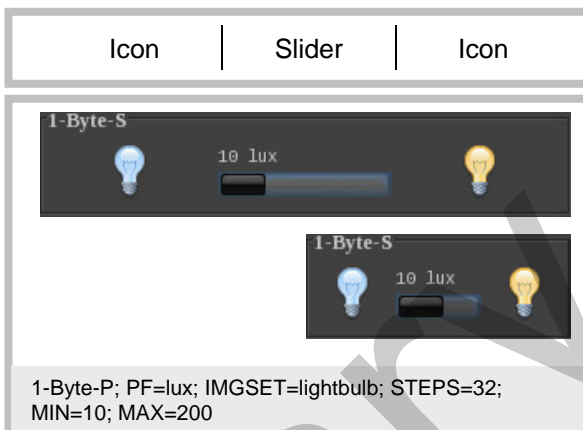 Icon Slider Icon
1-Byte-S
10 lux
1-Byte-S
10 lux
1-Byte-P; PF=lux; IMGSET=lightbulb; STEPS=32;
MIN=10; MAX=200